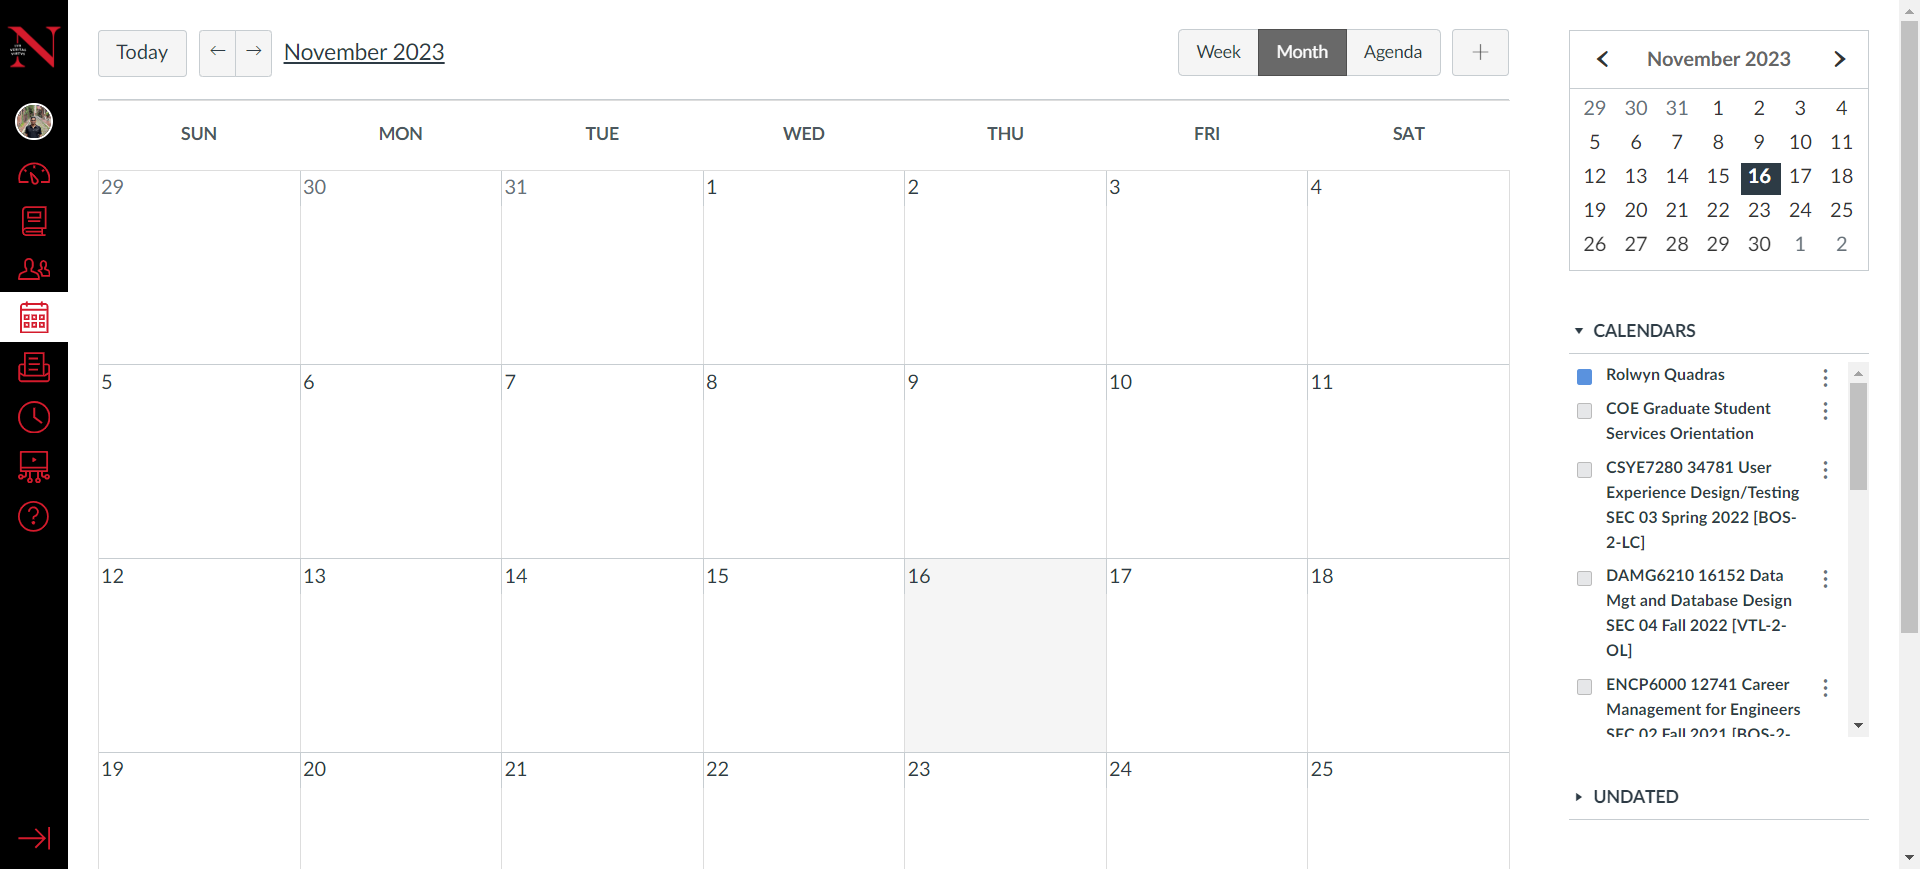 N
Today ← → November 2023
Week Month Agenda +
SUN MON TUE WED THU FRI SAT
29 30 31 1 2 3 4
5 6 7 8 9 10 11
12 13 14 15 16 17 18
19 20 21 22 23 24 25
November 2023
29 30 31 1 2 3 4
5 6 7 8 9 10 11
12 13 14 15 16 17 18
19 20 21 22 23 24 25
26 27 28 29 30 1 2
CALENDARS
Rolwyn Quadras
COE Graduate Student
Services Orientation
CSYE7280 34781 User
Experience Design/Testing
SEC 03 Spring 2022 [BOS-
2-LC]
DAMG6210 16152 Data
Mgt and Database Design
SEC 04 Fall 2022 [VTL-2-
OL]
ENCP6000 12741 Career
Management for Engineers
SEC 02 Fall 2021 [BOS-2-
UNDATED